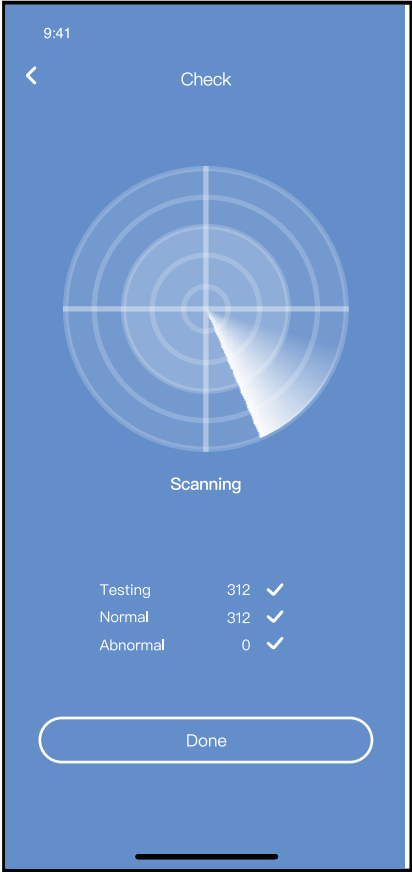 9:41
Check
Scanning
Testing 312
Normal 312
Abnormal 0
Done